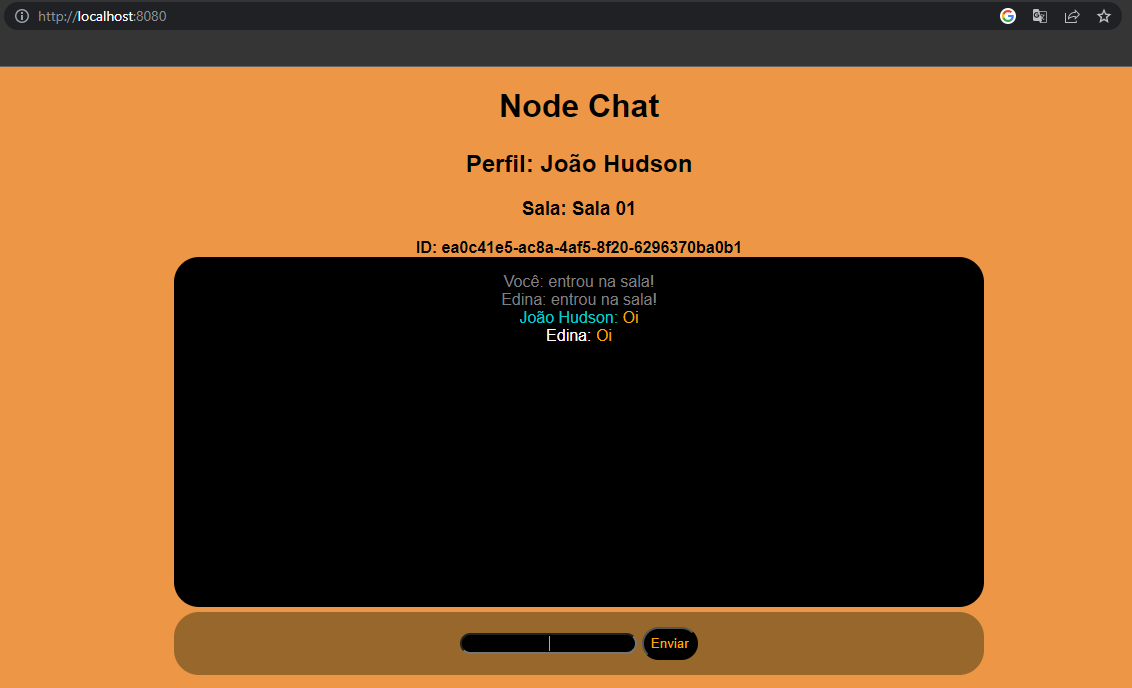 http://localhost:8080
Node Chat
Perfil: João Hudson
Sala: Sala 01
ID: ea0c41e5-ac8a-4af5-8f20-6296370ba0b1
Você: entrou na sala!
Edina: entrou na sala!
João Hudson: Oi
Edina: Oi
Enviar